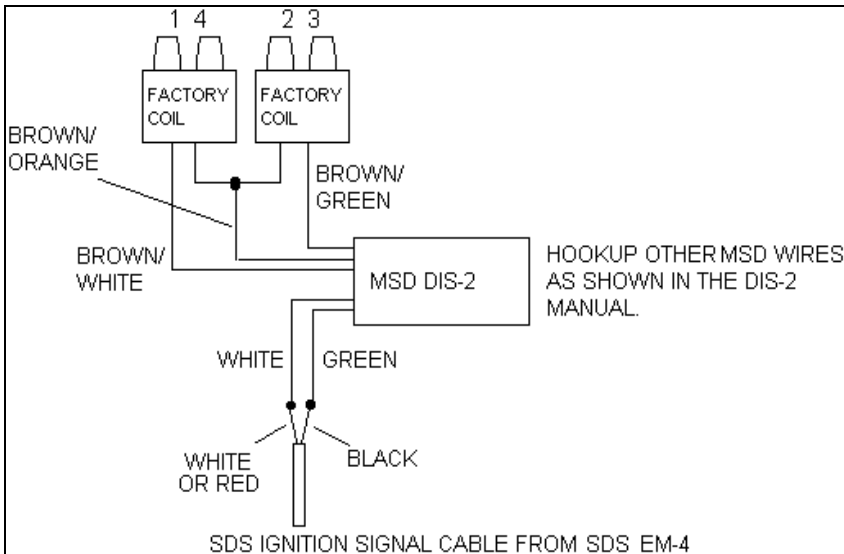 1 4 2 3
FACTORY
COIL
FACTORY
COIL
BROWN/
ORANGE
BROWN/
GREEN
BROWN/
WHITE
MSD DIS-2
HOOKUP OTHER MSD WIRES
AS SHOWN IN THE DIS-2
MANUAL.
WHITE
GREEN
WHITE
OR RED
BLACK
SDS IGNITION SIGNAL CABLE FROM SDS EM-4